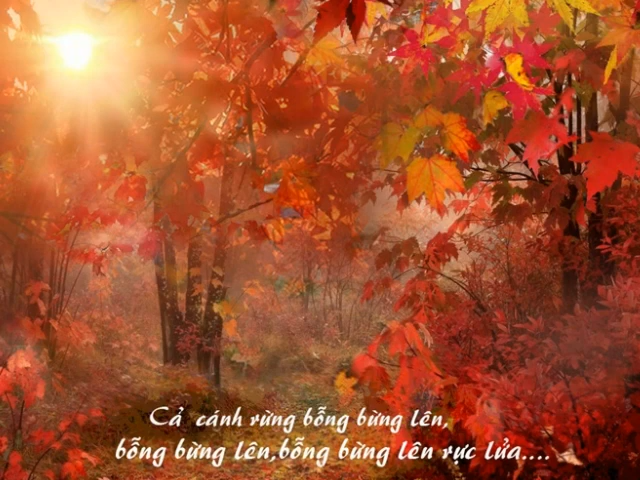 Cả cánh rừng bỗng bừng lên,
bỗng bừng lên,bỗng bừng lên rực lửa....